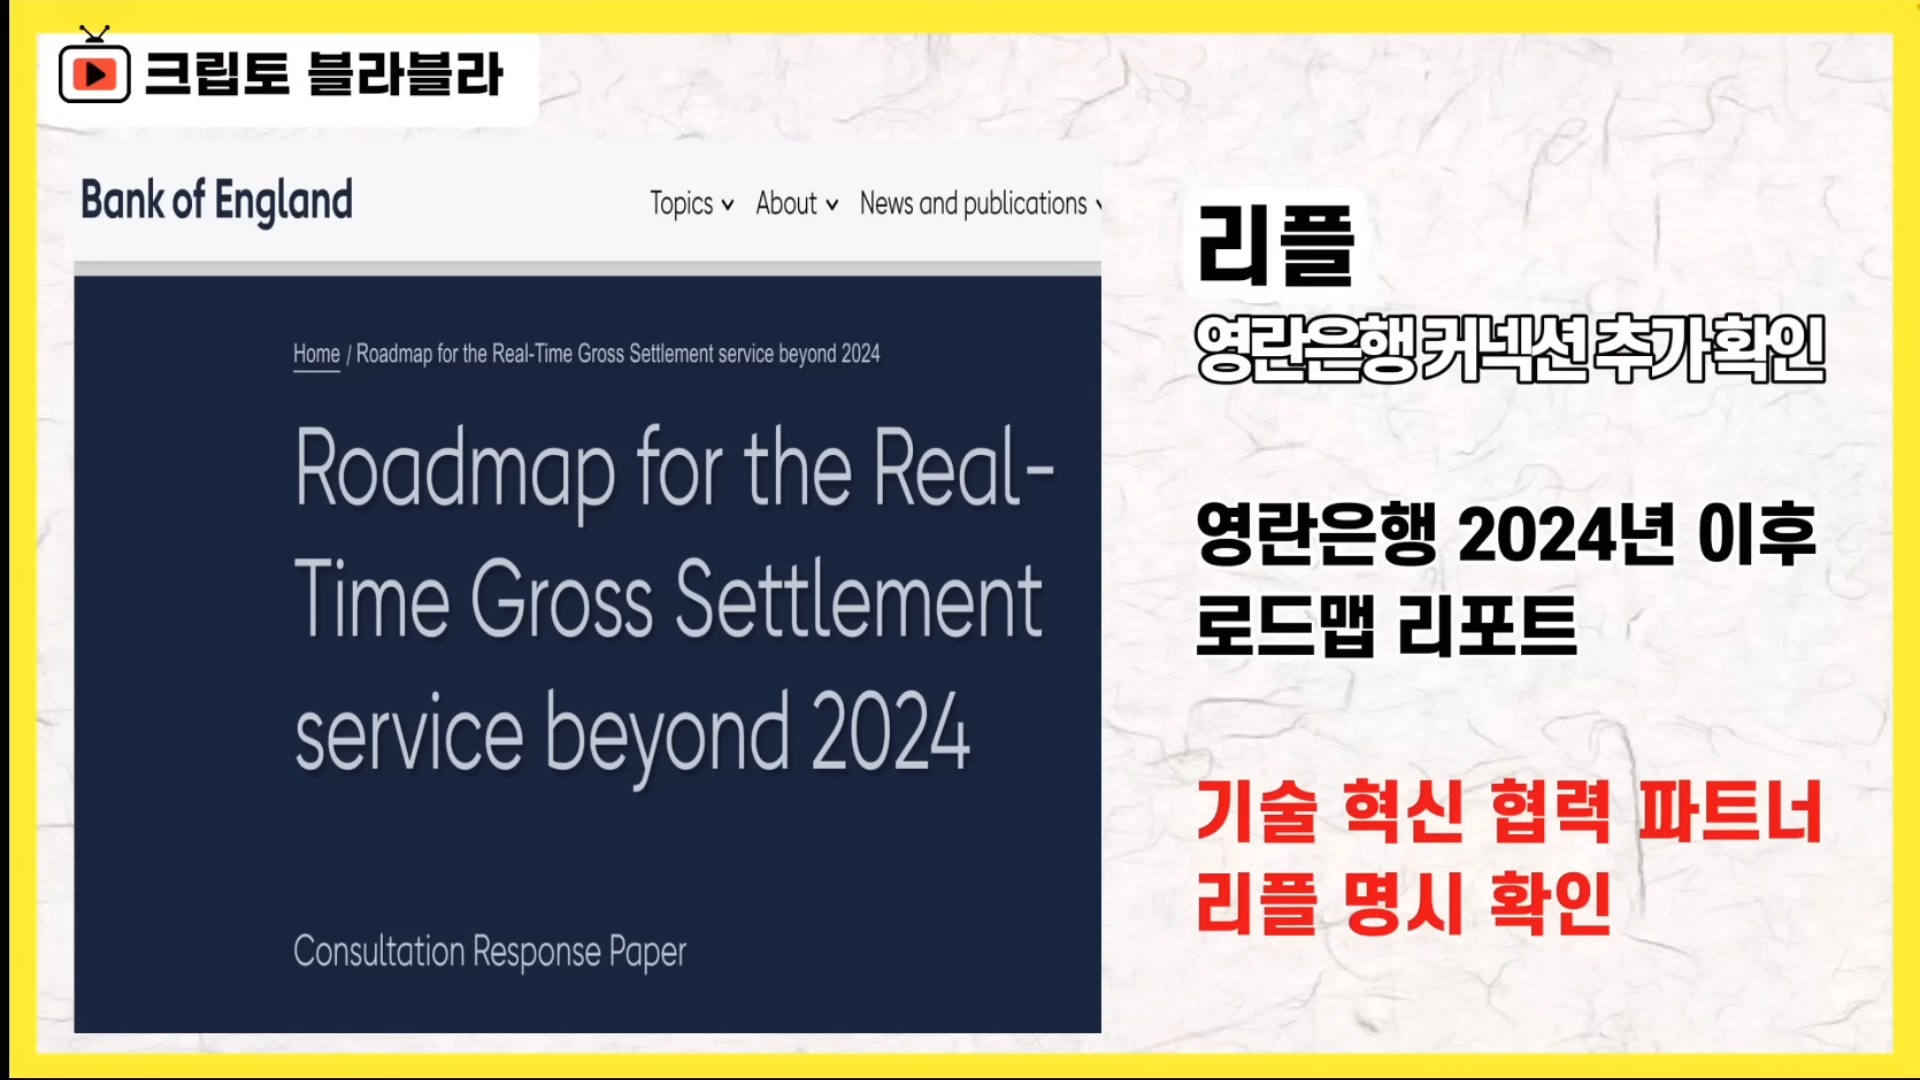 크립토 블라블라
Bank of England
Topics About News and publications
Home / Roadmap for the Real-Time Gross Settlement service beyond 2024
Roadmap for the Real-
Time Gross Settlement
service beyond 2024
Consultation Response Paper
리플
영란은행 커넥션 추가 확인
영란은행 2024년 이후
로드맵 리포트
기술 혁신 협력 파트너
리플 명시 확인